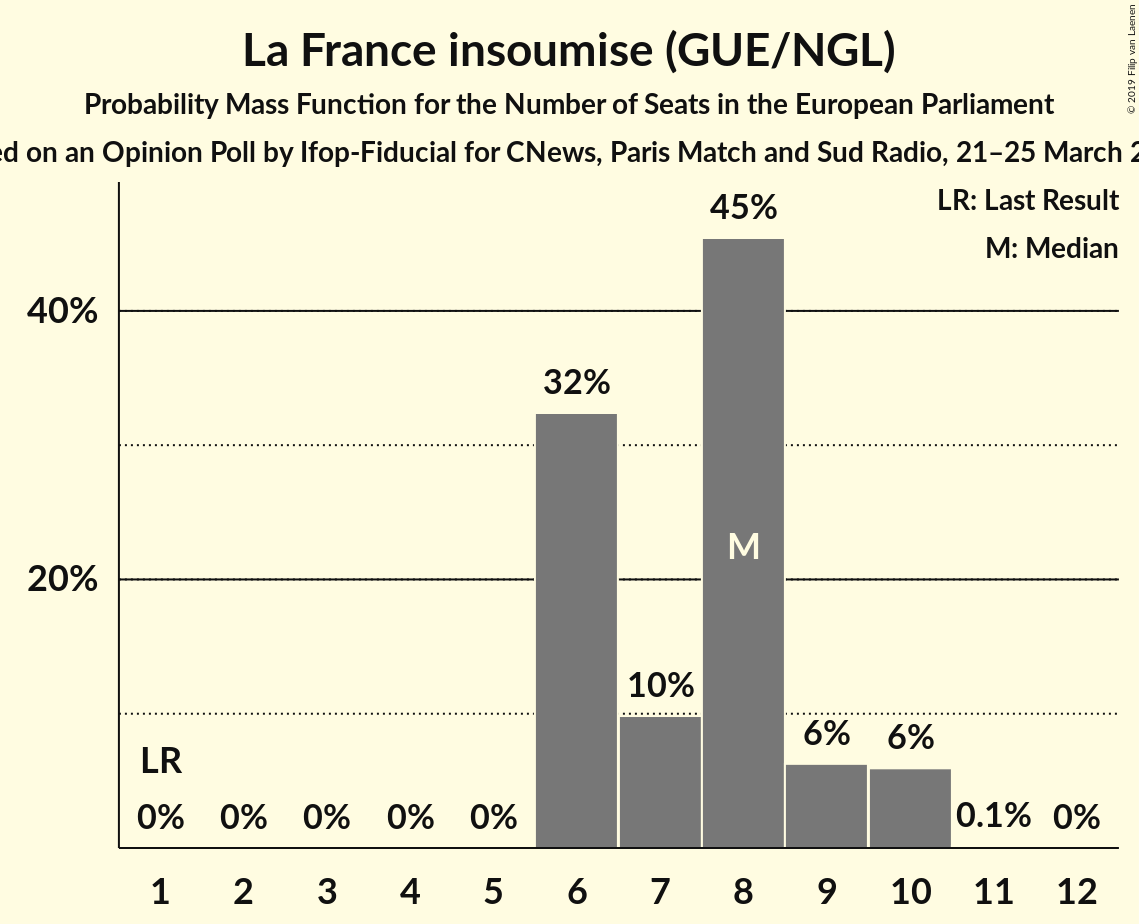 © 2019 Filip van Laenen
La France insoumise (GUE/NGL)
Probability Mass Function for the Number of Seats in the European Parliament
on an Opinion Poll by Ifop-Fiducial for CNews, Paris Match and Sud Radio, 21–25 March
LR: Last Result
M: Median
45%
40%
32%
M
20%
10%
6%
6%
LR
0%
0%
0%
0%
0%
0.1%
0%
1 2 3 4 5 6 7 8 9 10 11 12